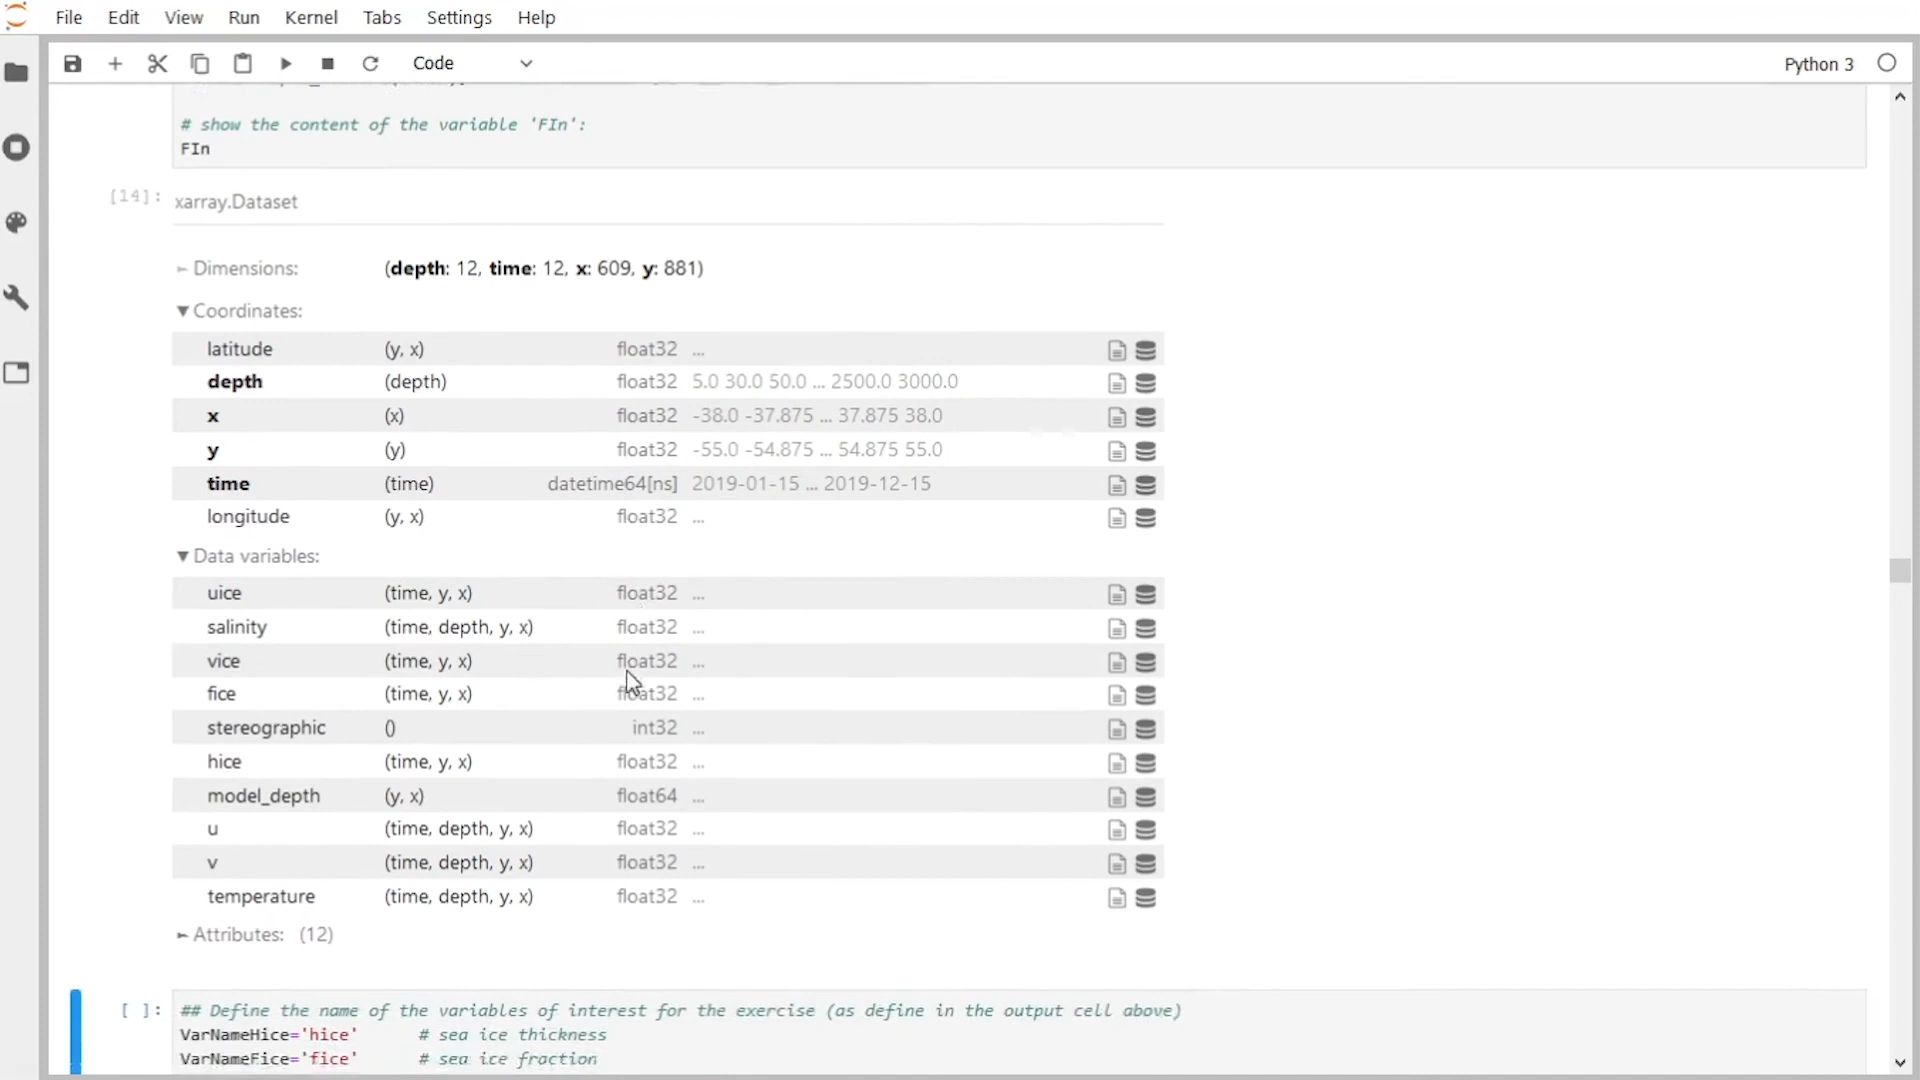 File Edit View Run Kernel Tabs Settings Help
Code
Python 3
# show the content of the variable 'FIn':
FIn
[14]: xarray.Dataset
► Dimensions: (depth: 12, time: 12, x: 609, y: 881)
▼ Coordinates:
latitude (y, x) float32 ...
depth (depth) float32 5.0 30.0 50.0 ... 2500.0 3000.0
x (x) float32 -38.0 -37.875 ... 37.875 38.0
y (y) float32 -55.0 -54.875 ... 54.875 55.0
time (time) datetime64[ns] 2019-01-15 ... 2019-12-15
longitude (y, x) float32 ...
▼ Data variables:
uice (time, y, x) float32 ...
salinity (time, depth, y, x) float32 ...
vice (time, y, x) float32 ...
fice (time, y, x) float32 ...
stereographic () int32 ...
hice (time, y, x) float32 ...
model_depth (y, x) float64 ...
u (time, depth, y, x) float32 ...
v (time, depth, y, x) float32 ...
temperature (time, depth, y, x) float32 ...
► Attributes: (12)
[ ]: ## Define the name of the variables of interest for the exercise (as define in the output cell above)
VarNameHice='hice' # sea ice thickness
VarNameFice='fice' # sea ice fraction